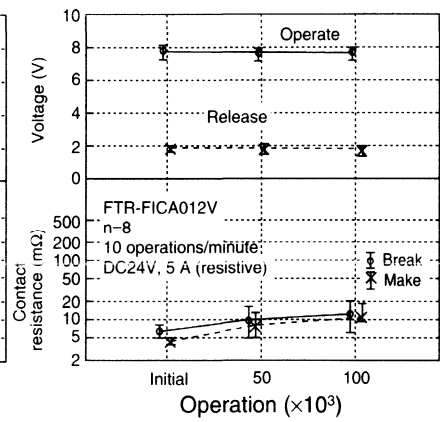 10
8
6
4
2
0
Voltage (V)
Operate
Release
FTR-FICA012V
n-8
10 operations/minute
DC24V, 5 A (resistive)
500
200
100
50
20
10
5
2
Contact
resistance (mΩ)
Break
Make
Initial
50
100
Operation (×10³)